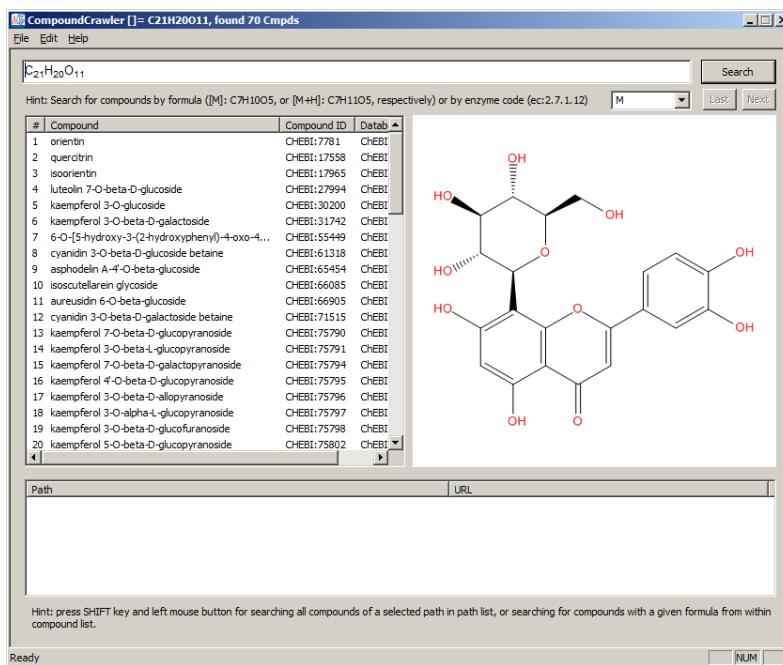 CompoundCrawler []= C21H20O11, found 70 Cmpds
File Edit Help
C₂₁H₂₀O₁₁
Search
Hint: Search for compounds by formula ([M]: C7H10O5, or [M+H]: C7H11O5, respectively) or by enzyme code (ec:2.7.1.12)
M
Last Next
# Compound Compound ID Datab
1 orientin CHEBI:7781 ChEBI
2 quercitrin CHEBI:17558 ChEBI
3 isoorientin CHEBI:17965 ChEBI
4 luteolin 7-O-beta-D-glucoside CHEBI:27994 ChEBI
5 kaempferol 3-O-glucoside CHEBI:30200 ChEBI
6 kaempferol 3-O-beta-D-galactoside CHEBI:31742 ChEBI
7 6-O-[5-hydroxy-3-(2-hydroxyphenyl)-4-oxo-4... CHEBI:55449 ChEBI
8 cyanidin 3-O-beta-D-glucoside betaine CHEBI:61318 ChEBI
9 asphodelin A-4'-O-beta-glucoside CHEBI:65454 ChEBI
10 isoscutellarein glycoside CHEBI:66085 ChEBI
11 aureusidin 6-O-beta-glucoside CHEBI:66905 ChEBI
12 cyanidin 3-O-beta-D-galactoside betaine CHEBI:71515 ChEBI
13 kaempferol 7-O-beta-D-glucopyranoside CHEBI:75790 ChEBI
14 kaempferol 3-O-beta-L-glucopyranoside CHEBI:75791 ChEBI
15 kaempferol 7-O-beta-D-galactopyranoside CHEBI:75794 ChEBI
16 kaempferol 4'-O-beta-D-glucopyranoside CHEBI:75795 ChEBI
17 kaempferol 3-O-beta-D-allopyranoside CHEBI:75796 ChEBI
18 kaempferol 3-O-alpha-L-glucopyranoside CHEBI:75797 ChEBI
19 kaempferol 3-O-beta-D-glucofuranoside CHEBI:75798 ChEBI
20 kaempferol 5-O-beta-D-glucopyranoside CHEBI:75802 ChEBI
OH
HO
OH
O
HO
OH
HO
O
OH
OH
O
Path URL
Hint: press SHIFT key and left mouse button for searching all compounds of a selected path in path list, or searching for compounds with a given formula from within
compound list.
Ready NUM